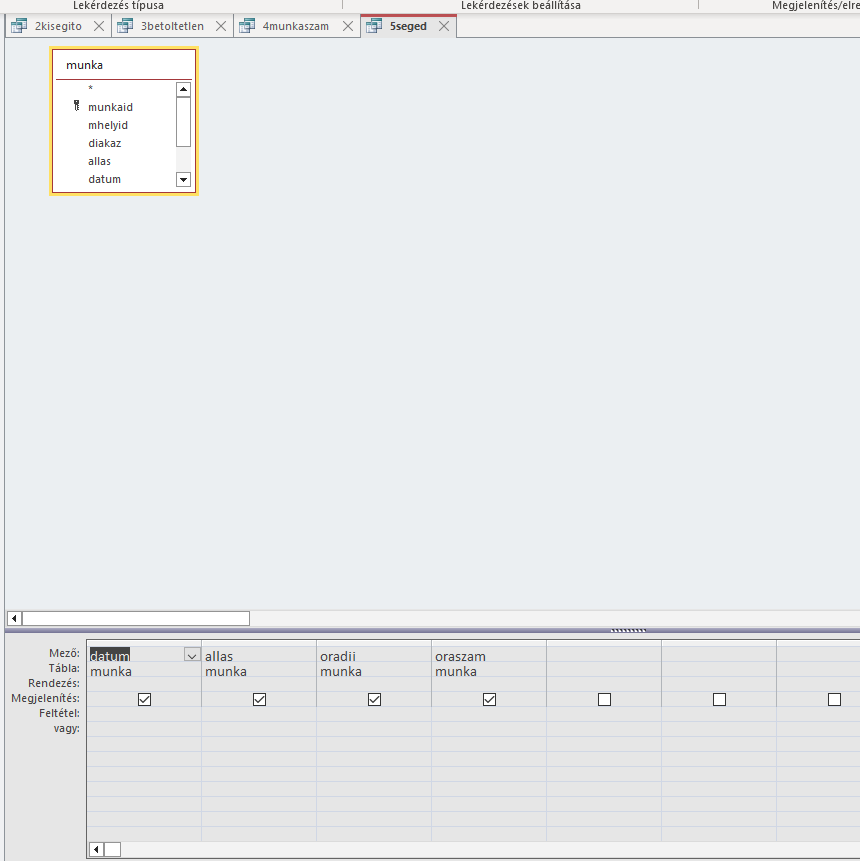 Lekérdezés típusa Lekérdezések beállítása Megjelenítés/elre
2kisegito 3betoltetlen 4munkaszam 5seged
munka
*
munkaid
mhelyid
diakaz
allas
datum
Mező: datum allas oradii oraszam
Tábla: munka munka munka munka
Rendezés:
Megjelenítés:
Feltétel:
vagy: